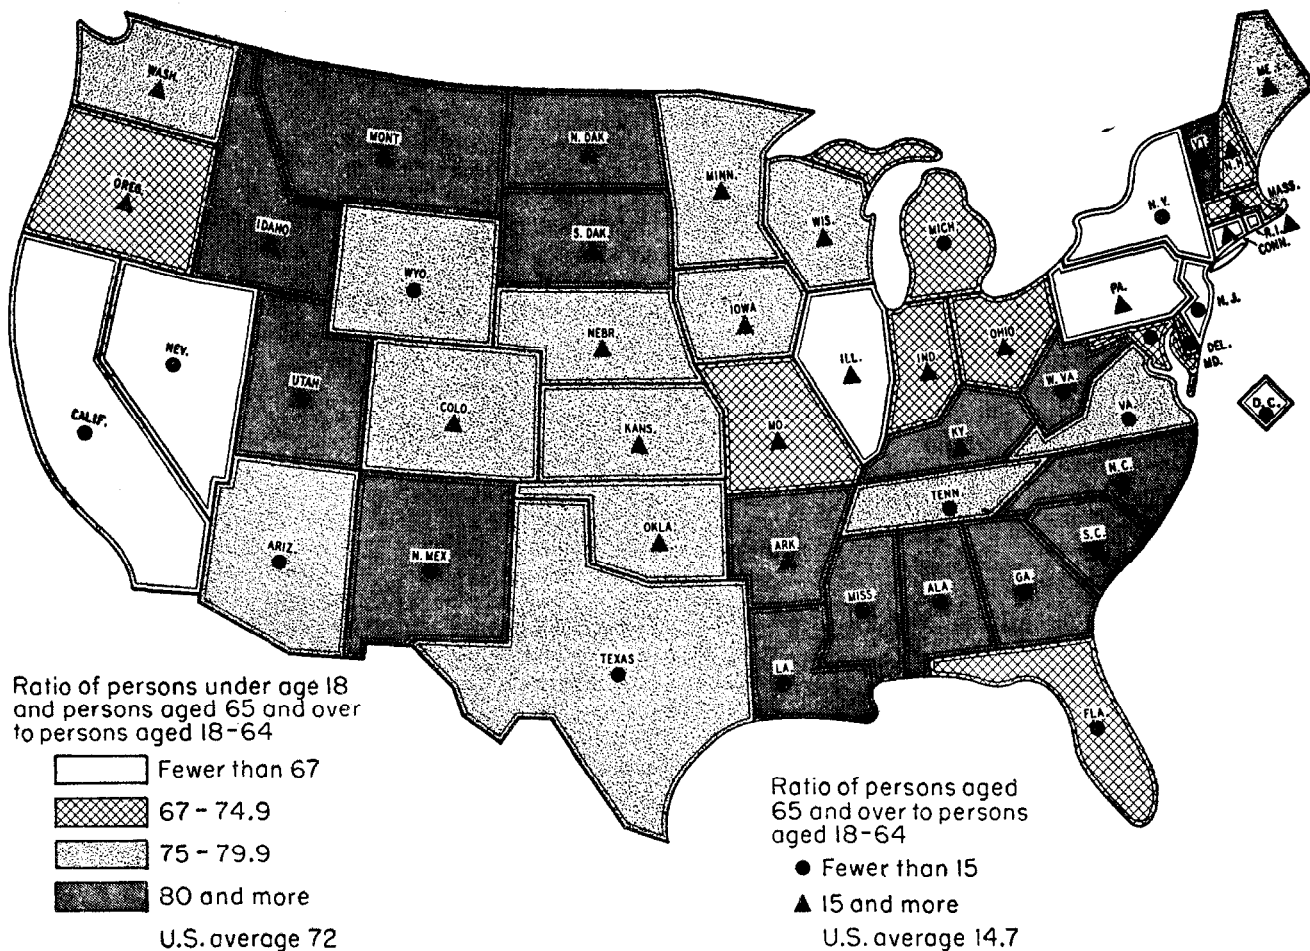 WASH.
OREG.
CALIF.
NEV.
IDAHO
MONT
WYO
UTAH
ARIZ.
N. MEX
COLO.
N. DAK
S. DAK.
NEBR
KANS.
OKLA.
TEXAS
MINN.
IOWA
MO.
ARK
LA.
WIS.
ILL.
MICH.
IND.
OHIO
KY.
TENN
MISS
ALA.
GA.
FLA.
S.C.
N.C.
VA.
W.VA.
PA.
N.Y.
VT.
N.H.
ME.
MASS.
R.I.
CONN.
N.J.
DEL.
MD.
D.C.
Ratio of persons under age 18
and persons aged 65 and over
to persons aged 18-64
Fewer than 67
67 - 74.9
75 - 79.9
80 and more
U.S. average 72
Ratio of persons aged
65 and over to persons
aged 18-64
Fewer than 15
15 and more
U.S. average 14.7